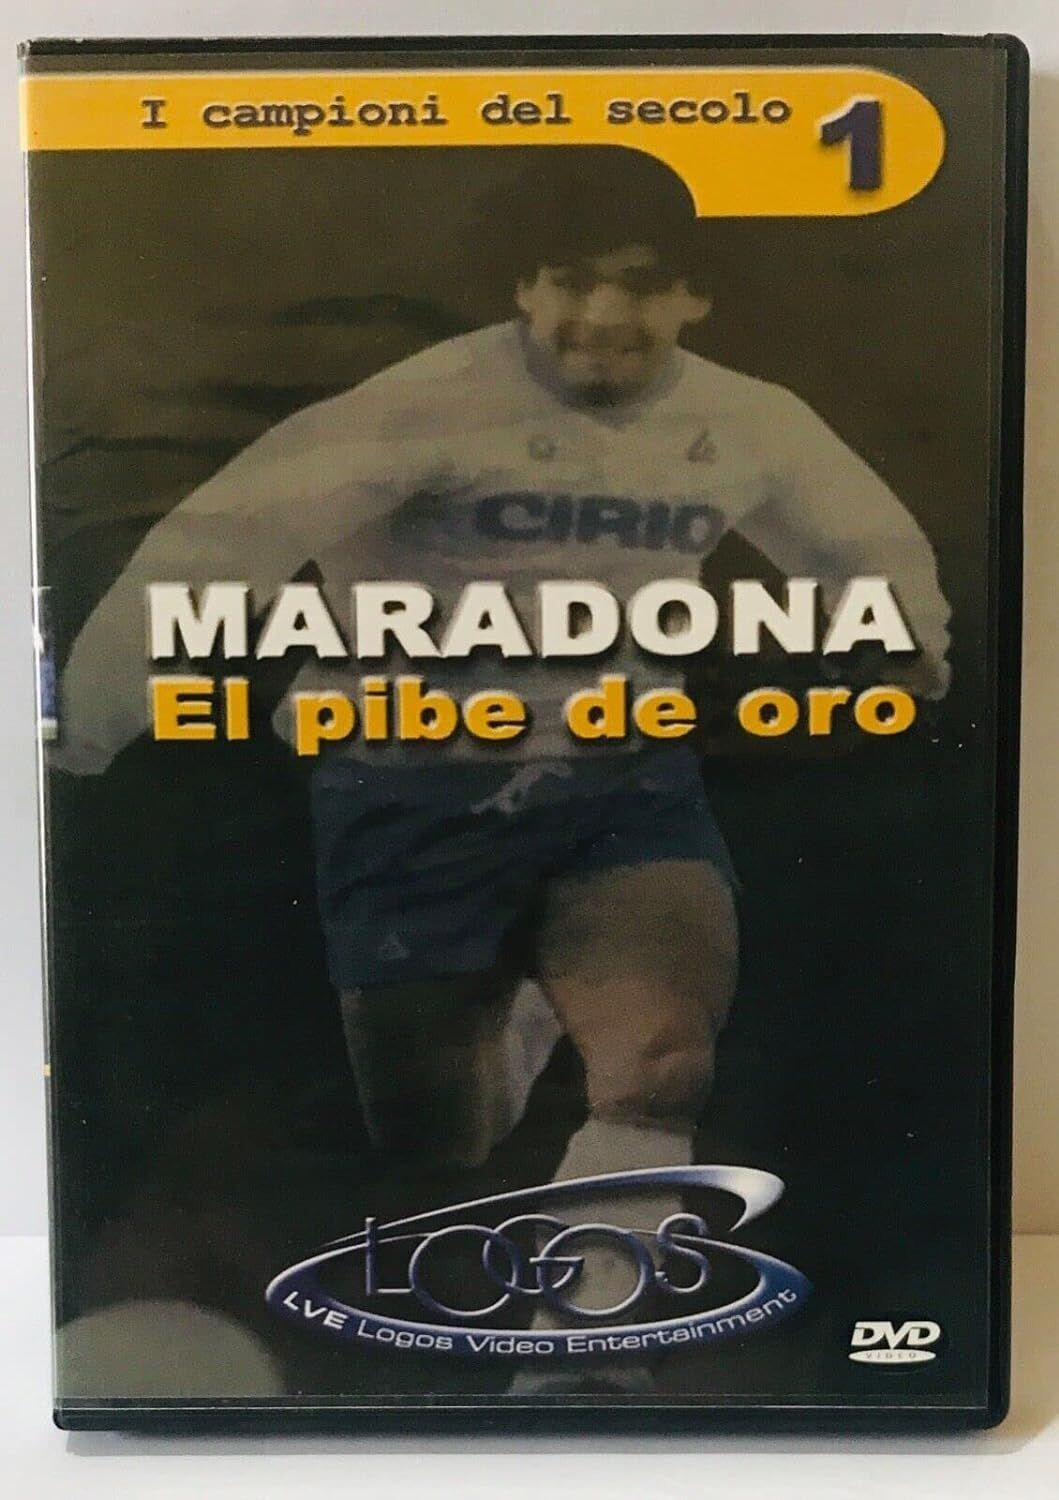 I campioni del secolo 1
CIRIO
MARADONA
El pibe de oro
LOGOS
LVE Logos Video Entertainment
DVD
VIDEO